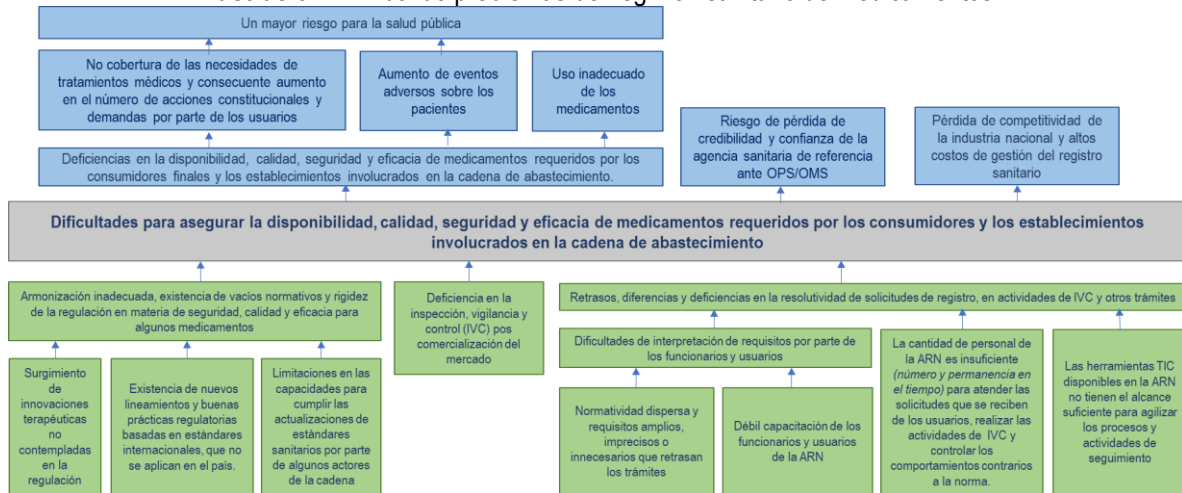 Un mayor riesgo para la salud pública
No cobertura de las necesidades de
tratamientos médicos y consecuente aumento
en el número de acciones constitucionales y
demandas por parte de los usuarios
Aumento de eventos
adversos sobre los
pacientes
Uso inadecuado
de los
medicamentos
Riesgo de pérdida de
credibilidad y confianza de la
agencia sanitaria de referencia
ante OPS/OMS
Pérdida de competitividad de
la industria nacional y altos
costos de gestión del registro
sanitario
Deficiencias en la disponibilidad, calidad, seguridad y eficacia de medicamentos requeridos por los
consumidores finales y los establecimientos involucrados en la cadena de abastecimiento.
Dificultades para asegurar la disponibilidad, calidad, seguridad y eficacia de medicamentos requeridos por los consumidores y los establecimientos
involucrados en la cadena de abastecimiento
Armonización inadecuada, existencia de vacíos normativos y rigidez
de la regulación en materia de seguridad, calidad y eficacia para
algunos medicamentos
Deficiencia en la
inspección, vigilancia y
control (IVC) pos
comercialización del
mercado
Retrasos, diferencias y deficiencias en la resolutividad de solicitudes de registro, en actividades de IVC y otros trámites
Surgimiento
de
innovaciones
terapéuticas
no
contempladas
en la
regulación
Existencia de nuevos
lineamientos y buenas
prácticas regulatorias
basadas en estándares
internacionales, que no
se aplican en el país.
Limitaciones en las
capacidades para
cumplir las
actualizaciones de
estándares
sanitarios por parte
de algunos actores
de la cadena
Dificultades de interpretación de requisitos por parte de
los funcionarios y usuarios
Normatividad dispersa y
requisitos amplios,
imprecisos o
innecesarios que retrasan
los trámites
Débil capacitación de los
funcionarios y usuarios
de la ARN
La cantidad de personal de
la ARN es insuficiente
(número y permanencia en
el tiempo) para atender las
solicitudes que se reciben
de los usuarios, realizar las
actividades de IVC y
controlar los
comportamientos contrarios
a la norma.
Las herramientas TIC
disponibles en la ARN
no tienen el alcance
suficiente para agilizar
los procesos y
actividades de
seguimiento